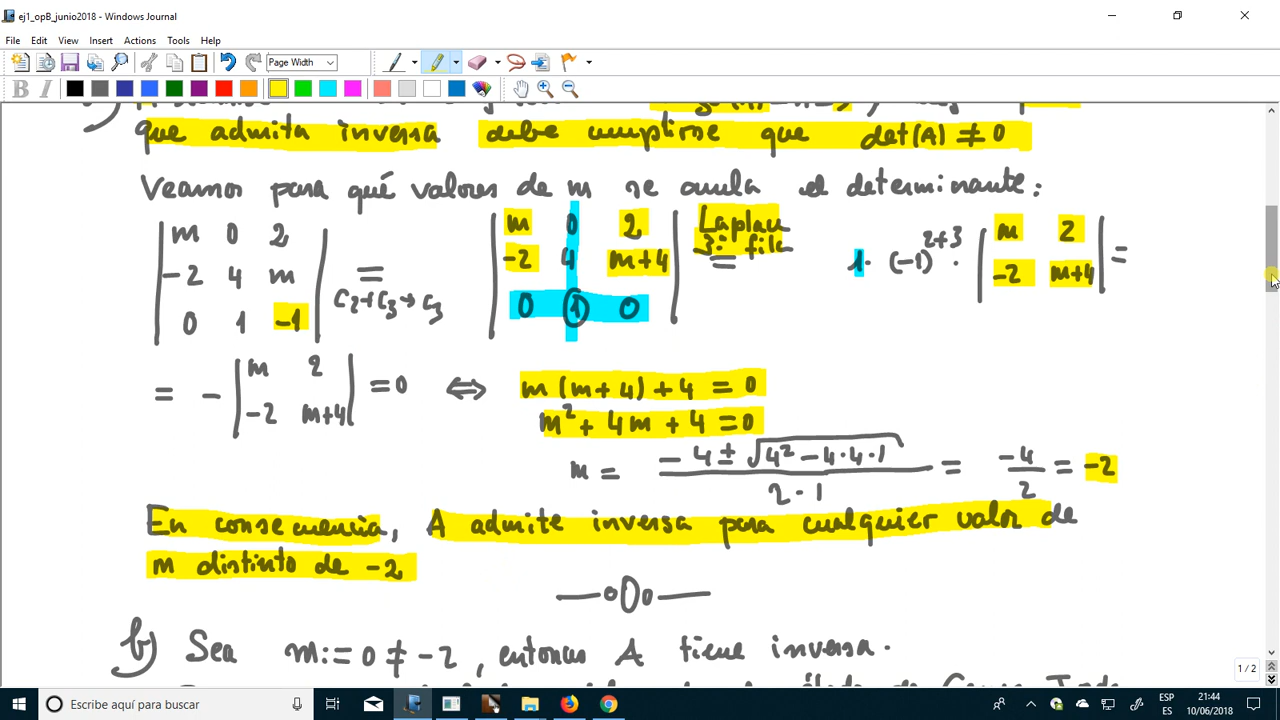 ej1_opB_junio2018 - Windows Journal
File Edit View Insert Actions Tools Help
Page Width
B I
que admita inversa debe cumplirse que det(A) ≠ 0
Veamos para qué valores de m se anula el determinante:
|m 0 2|
|-2 4 m|
|0 1 -1|
= C2+C3→C3
|m 0 2|
|-2 4 m+4|
|0 1 0|
Laplace
3ª fila
=
1·(-1)^2+3 ·
|m 2|
|-2 m+4| =
= -
|m 2|
|-2 m+4| = 0 ⟺ m(m+4)+4 = 0
m²+4m+4=0
m = (-4±√4²-4·4·1)/(2·1) = -4/2 = -2
En consecuencia, A admite inversa para cualquier valor de
m distinto de -2
—o0o—
b) Sea m:=0≠-2, entonces A tiene inversa.
1/2
Escribe aquí para buscar
ESP
ES
21:44
10/06/2018